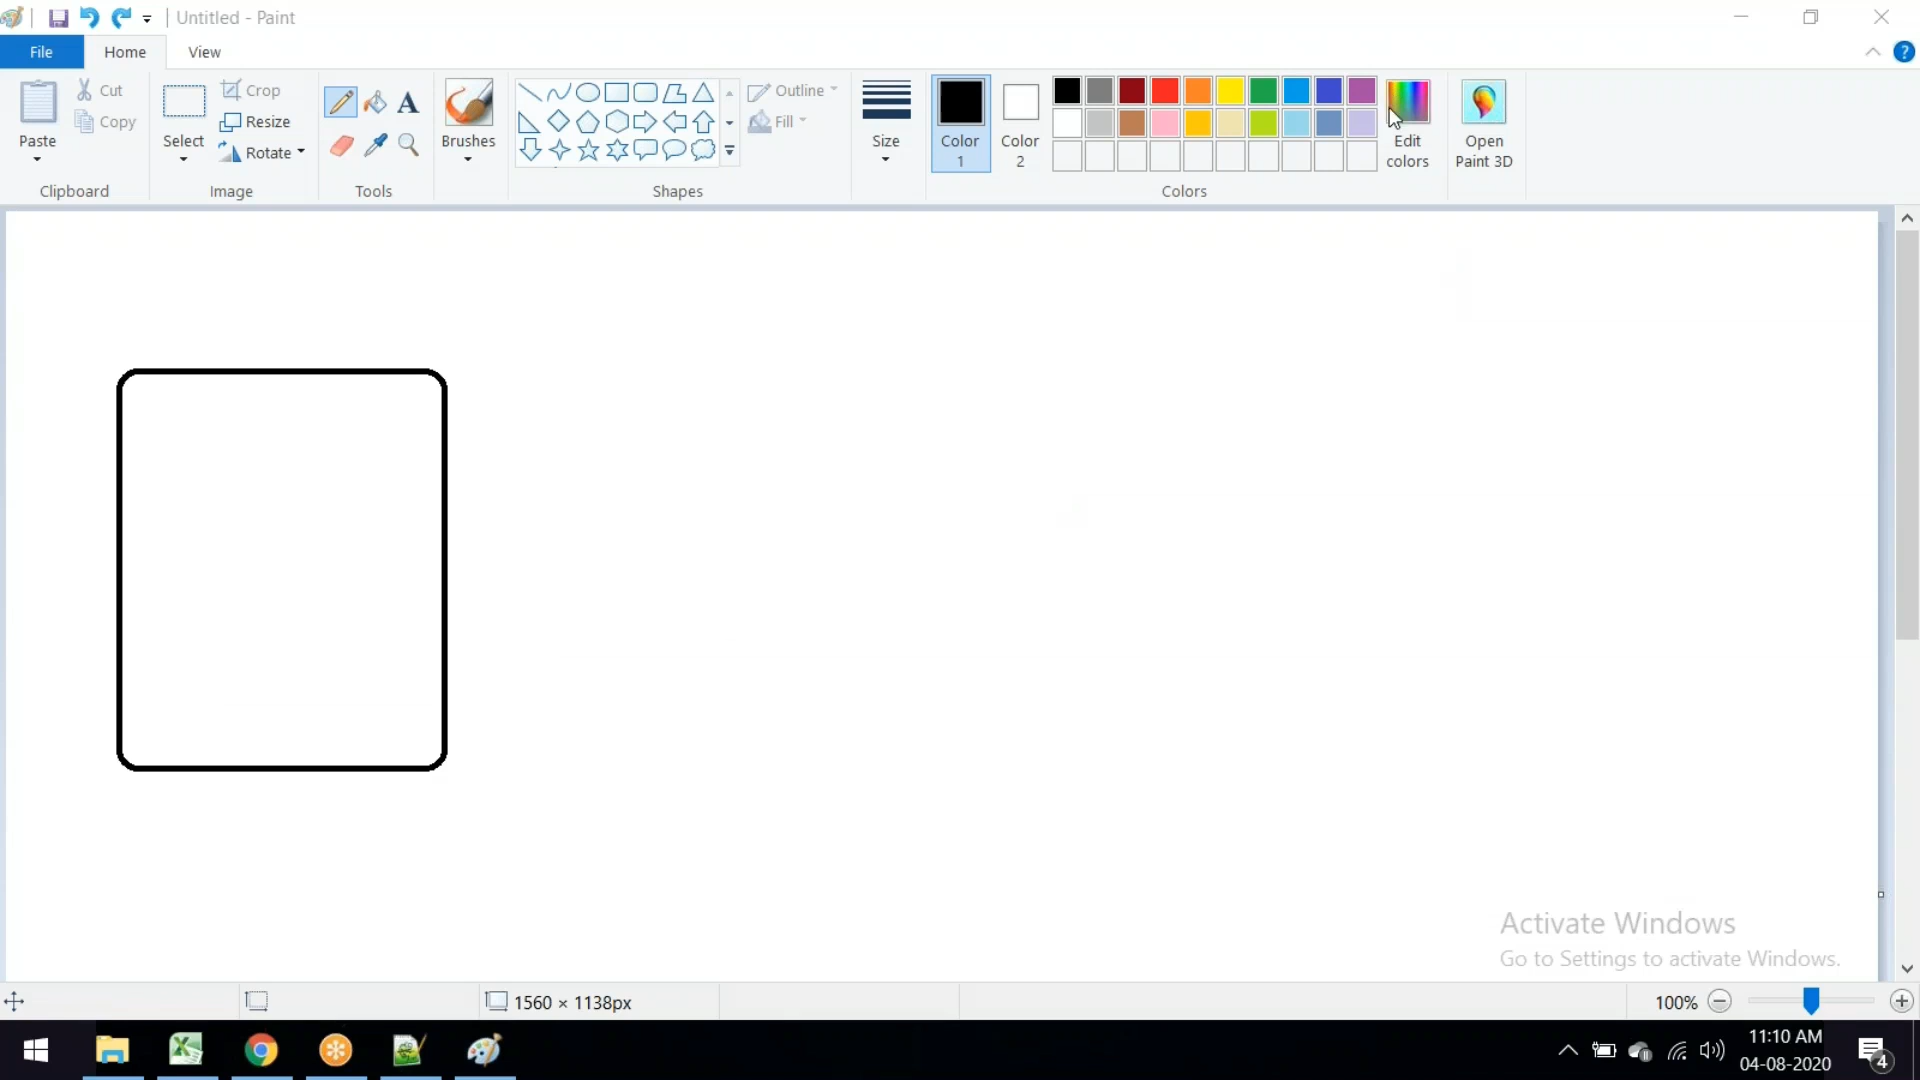 Untitled - Paint
File Home View
Paste
Cut
Copy
Clipboard
Select
Crop
Resize
Rotate
Image
A
Tools
Brushes
Shapes
Outline
Fill
Size
Color
1
Color
2
Colors
Edit
colors
Open
Paint 3D
?
Activate Windows
Go to Settings to activate Windows.
1560 × 1138px
100%
11:10 AM
04-08-2020
4